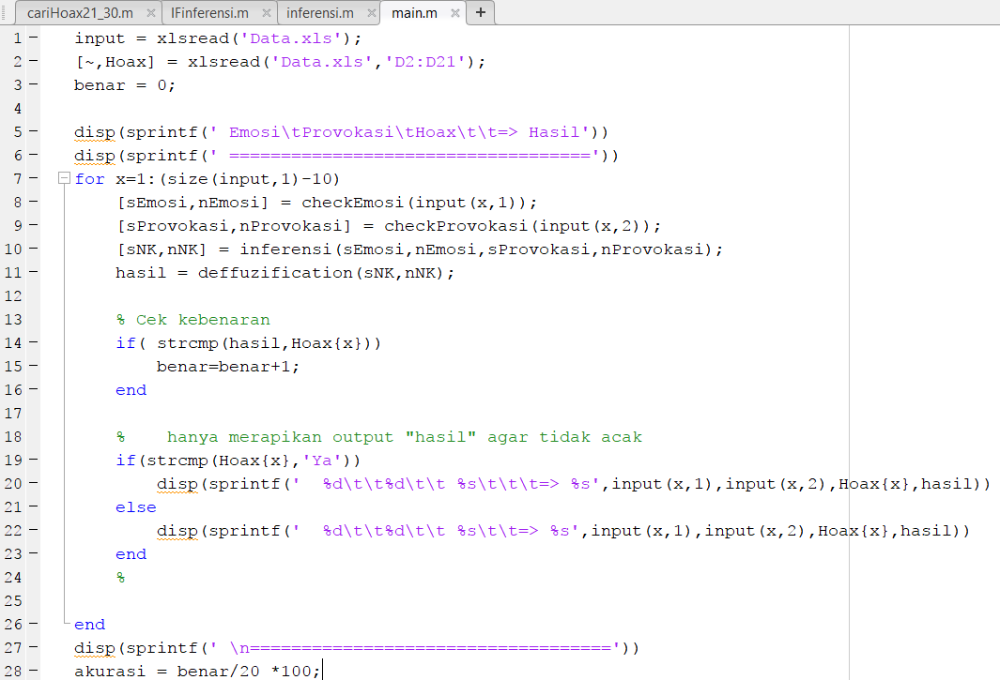 cariHoax21_30.m × IFinferensi.m × inferensi.m × main.m × +
1 – input = xlsread('Data.xls');
2 – [~,Hoax] = xlsread('Data.xls','D2:D21');
3 – benar = 0;
4
5 – disp(sprintf(' Emosi\tProvokasi\tHoax\t\t=> Hasil'))
6 – disp(sprintf(' ==================================='))
7 – for x=1:(size(input,1)-10)
8 – [sEmosi,nEmosi] = checkEmosi(input(x,1));
9 – [sProvokasi,nProvokasi] = checkProvokasi(input(x,2));
10 – [sNK,nNK] = inferensi(sEmosi,nEmosi,sProvokasi,nProvokasi);
11 – hasil = deffuzification(sNK,nNK);
12
13 % Cek kebenaran
14 – if( strcmp(hasil,Hoax{x}))
15 – benar=benar+1;
16 – end
17
18 %    hanya merapikan output "hasil" agar tidak acak
19 – if(strcmp(Hoax{x},'Ya'))
20 – disp(sprintf('  %d\t\t%d\t\t %s\t\t\t=> %s',input(x,1),input(x,2),Hoax{x},hasil))
21 – else
22 – disp(sprintf('  %d\t\t%d\t\t %s\t\t=> %s',input(x,1),input(x,2),Hoax{x},hasil))
23 – end
24 %
25
26 – end
27 – disp(sprintf(' \n==================================='))
28 – akurasi = benar/20 *100;